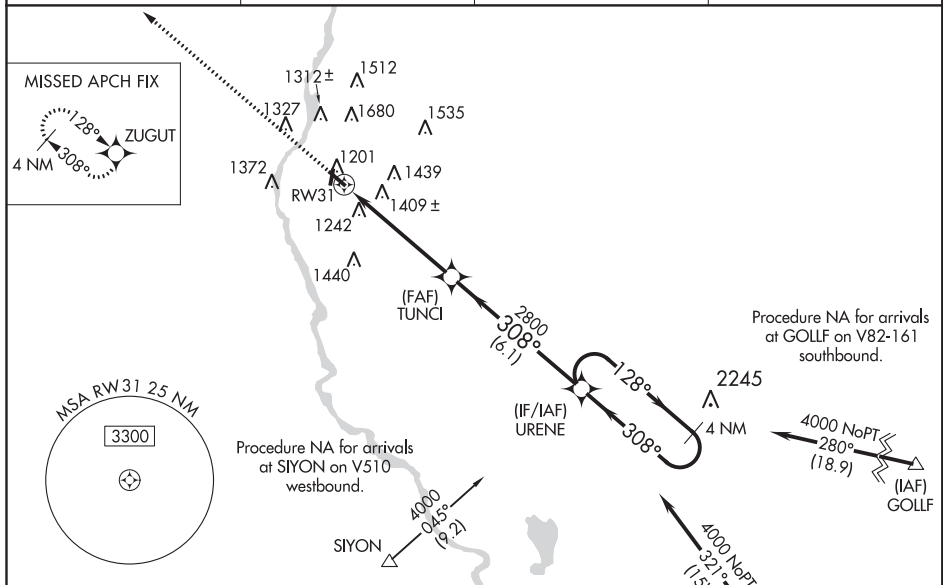 MISSED APCH FIX
128°
ZUGUT
4 NM
308°
1312±
1512
1327
1680
1535
1372
1201
1439
RW31
1409 ±
1242
1440
(FAF)
TUNCI
2800
308°
(6.1)
Procedure NA for arrivals
at GOLLF on V82-161
southbound.
128°
2245
(IF/IAF)
URENE
4 NM
308°
MSA RW31 25 NM
3300
Procedure NA for arrivals
at SIYON on V510
westbound.
4000 NoPT
280°
(18.9)
(IAF)
GOLLF
4000
045°
(9.2)
SIYON
4000 NoPT
321°